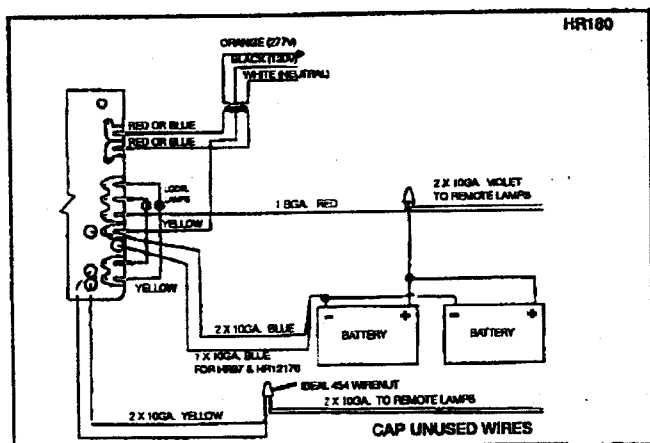 HR180
ORANGE (277V)
BLACK (120V)
WHITE (NEUTRAL)
RED OR BLUE
RED OR BLUE
LOCAL
LAMPS
2 X 10GA. VIOLET
TO REMOTE LAMPS
1 8GA. RED
YELLOW
YELLOW
2 X 10GA. BLUE
- +
BATTERY
- +
BATTERY
X 10GA. BLUE
FOR HR97 & HR12176
IDEAL 454 WIRENUT
2 X 10GA. YELLOW
2 X 10GA. TO REMOTE LAMPS
CAP UNUSED WIRES